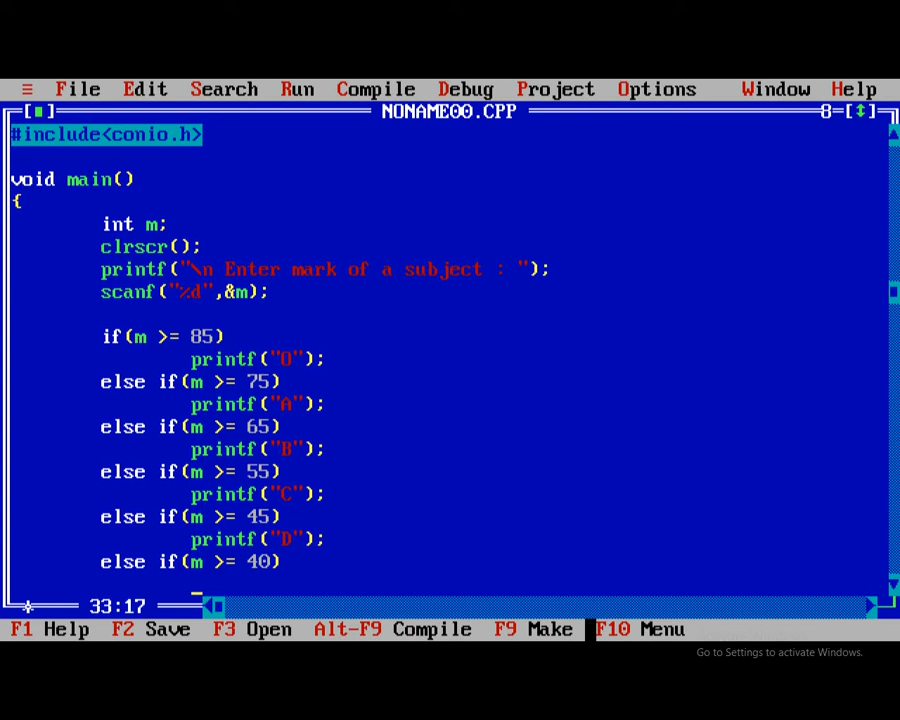 ≡ File Edit Search Run Compile Debug Project Options Window Help
[■] NONAME00.CPP 8=[↕]
#include<conio.h>
void main()
{
int m;
clrscr();
printf("\n Enter mark of a subject : ");
scanf("%d",&m);
if(m >= 85)
printf("O");
else if(m >= 75)
printf("A");
else if(m >= 65)
printf("B");
else if(m >= 55)
printf("C");
else if(m >= 45)
printf("D");
else if(m >= 40)
33:17
F1 Help F2 Save F3 Open Alt-F9 Compile F9 Make F10 Menu
Go to Settings to activate Windows.